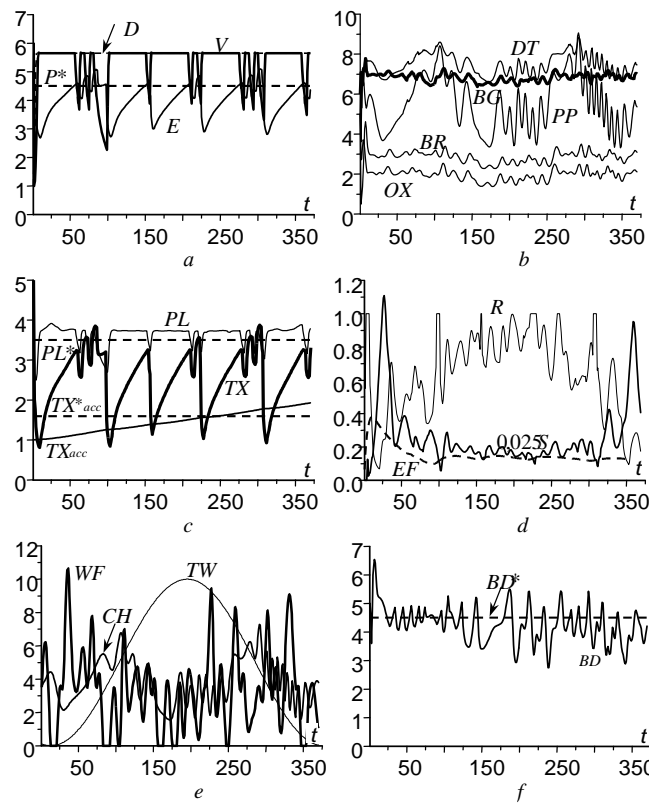 7
6
5
4
3
2
1
0
D
V
P*
E
t
50
150
250
350
a
10
8
6
4
2
0
DT
BG
PP
BR
OX
t
50
150
250
350
b
5
4
3
2
1
0
PL
PL*
TX
TX*acc
TXacc
t
50
150
250
350
c
1.2
1.0
0.8
0.6
0.4
0.2
0.0
R
0.025S
EF
t
50
150
250
350
d
12
10
8
6
4
2
0
WF
TW
CH
t
50
150
250
350
e
7
6
5
4
3
2
1
0
BD*
BD
t
50
150
250
350
f